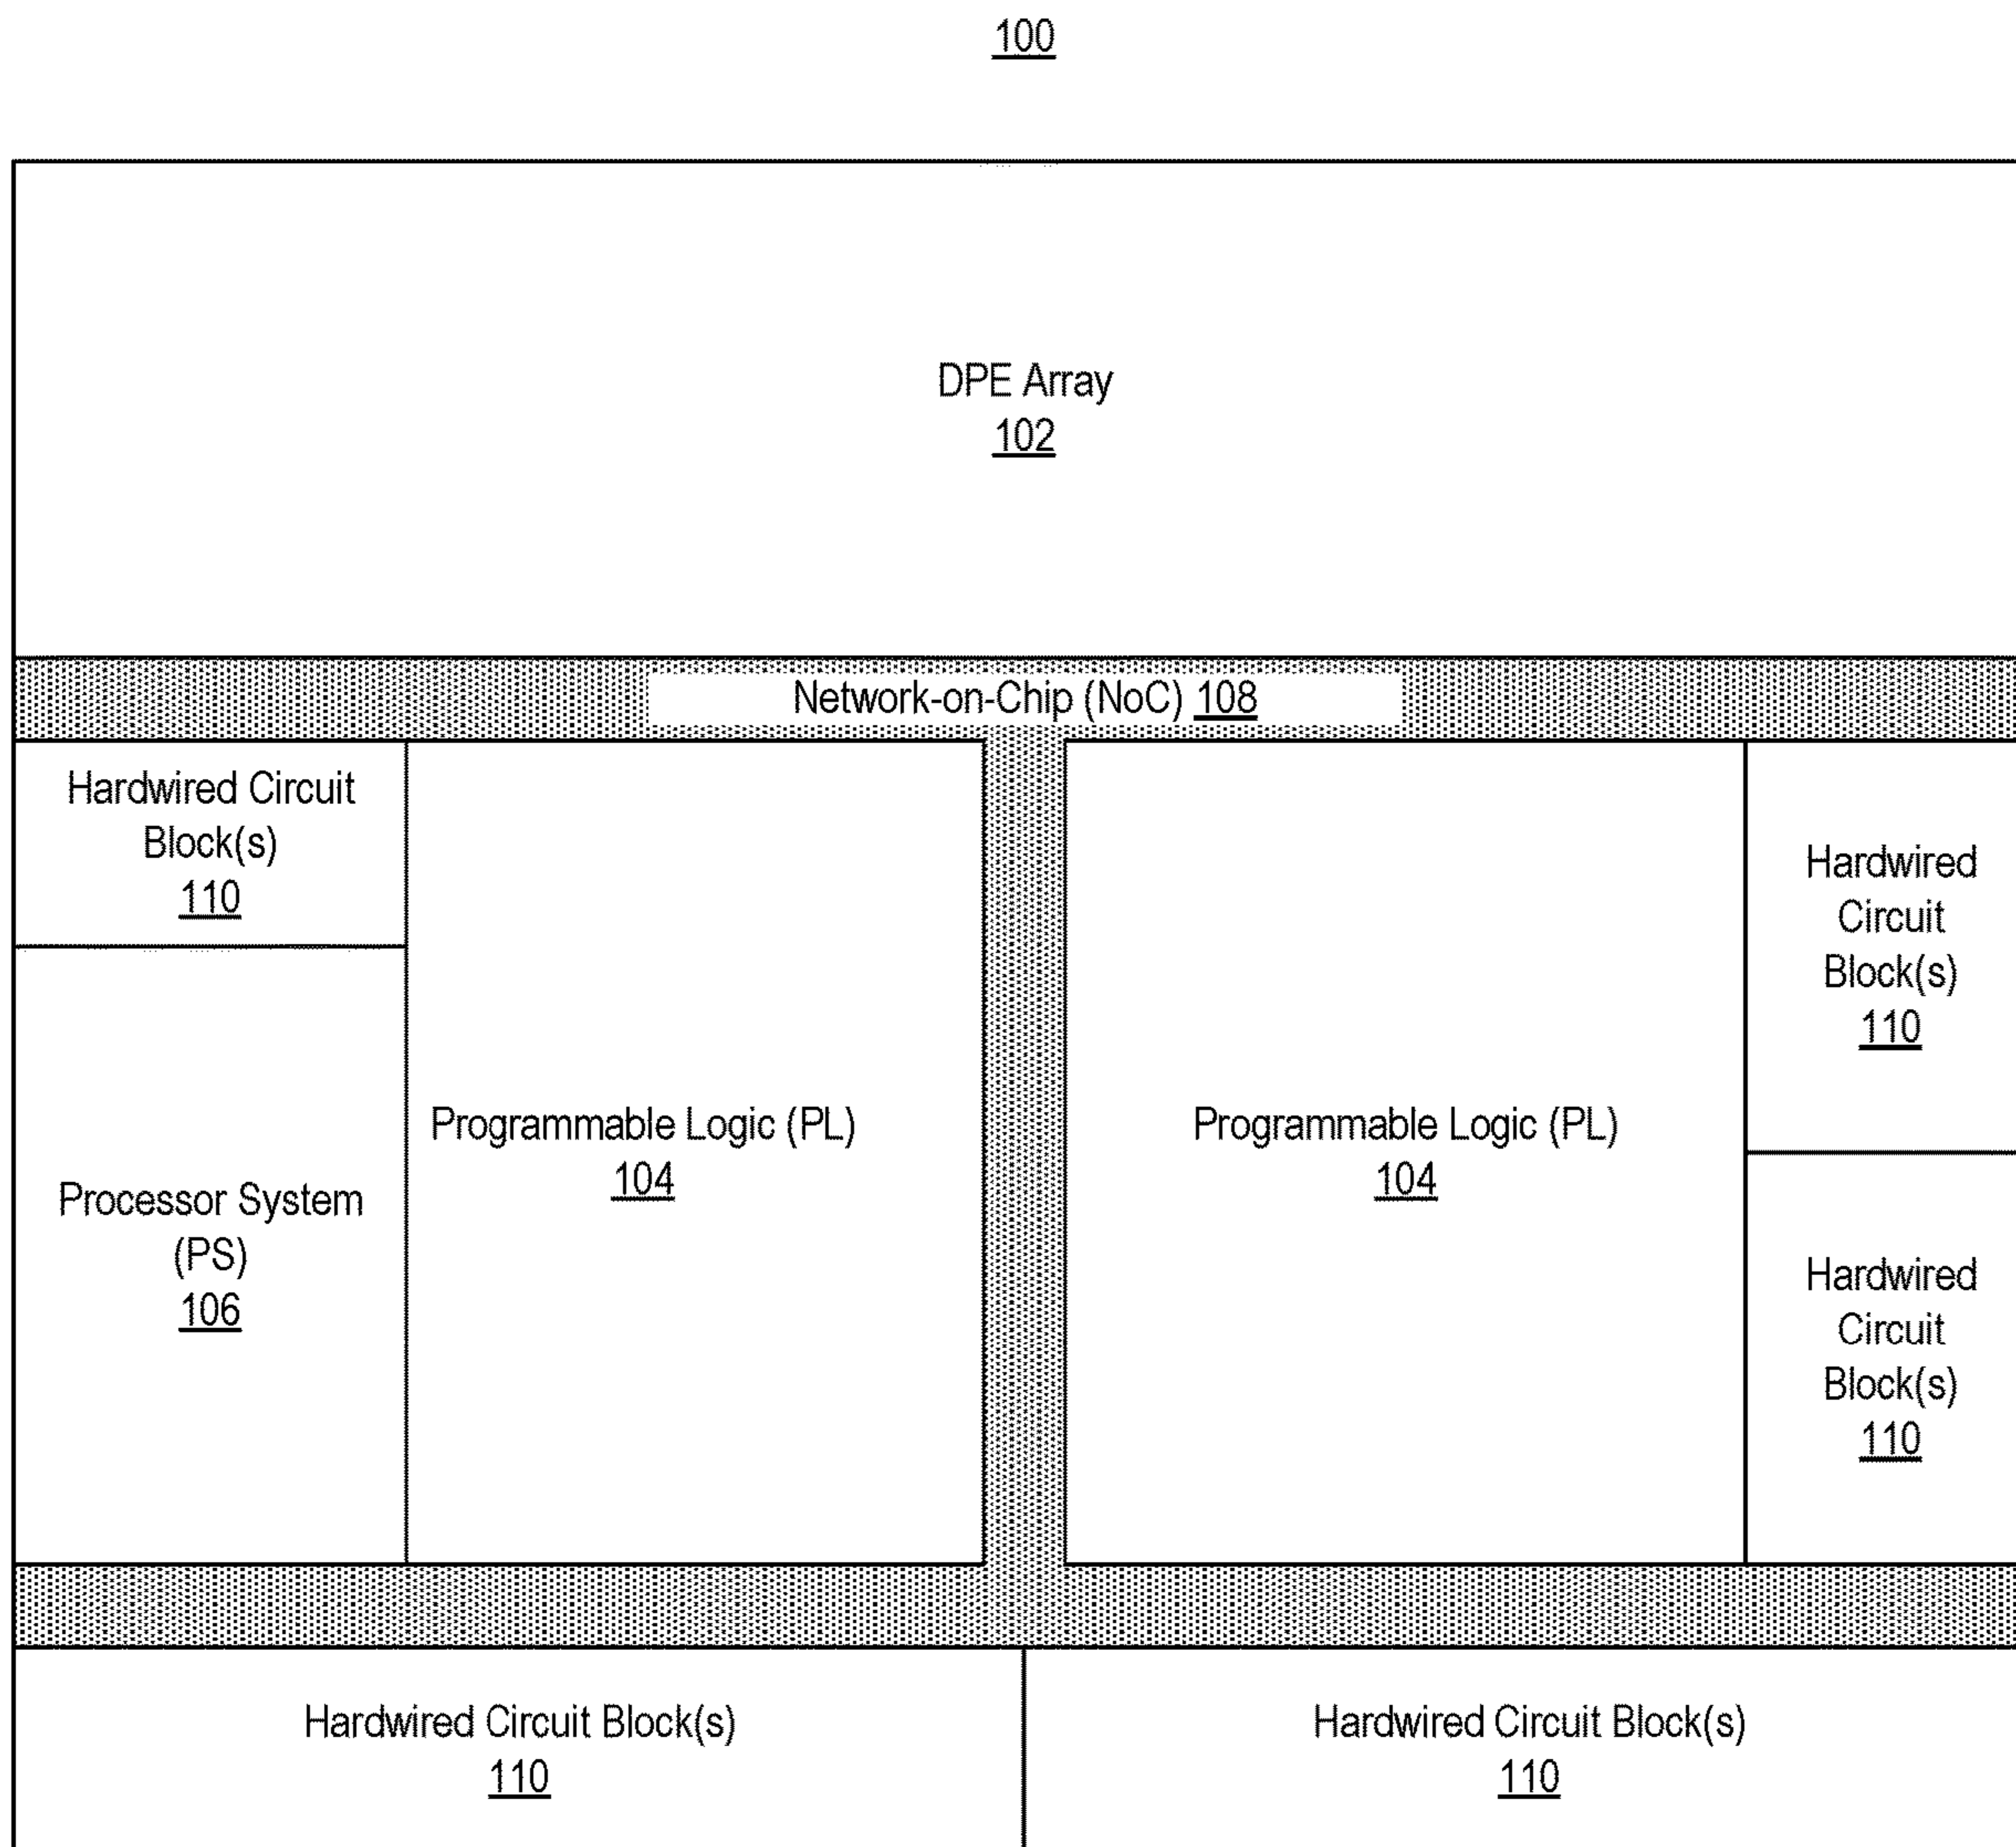 100
DPE Array
102
Network-on-Chip (NoC) 108
Hardwired Circuit
Block(s)
110
Processor System
(PS)
106
Programmable Logic (PL)
104
Programmable Logic (PL)
104
Hardwired
Circuit
Block(s)
110
Hardwired
Circuit
Block(s)
110
Hardwired Circuit Block(s)
110
Hardwired Circuit Block(s)
110